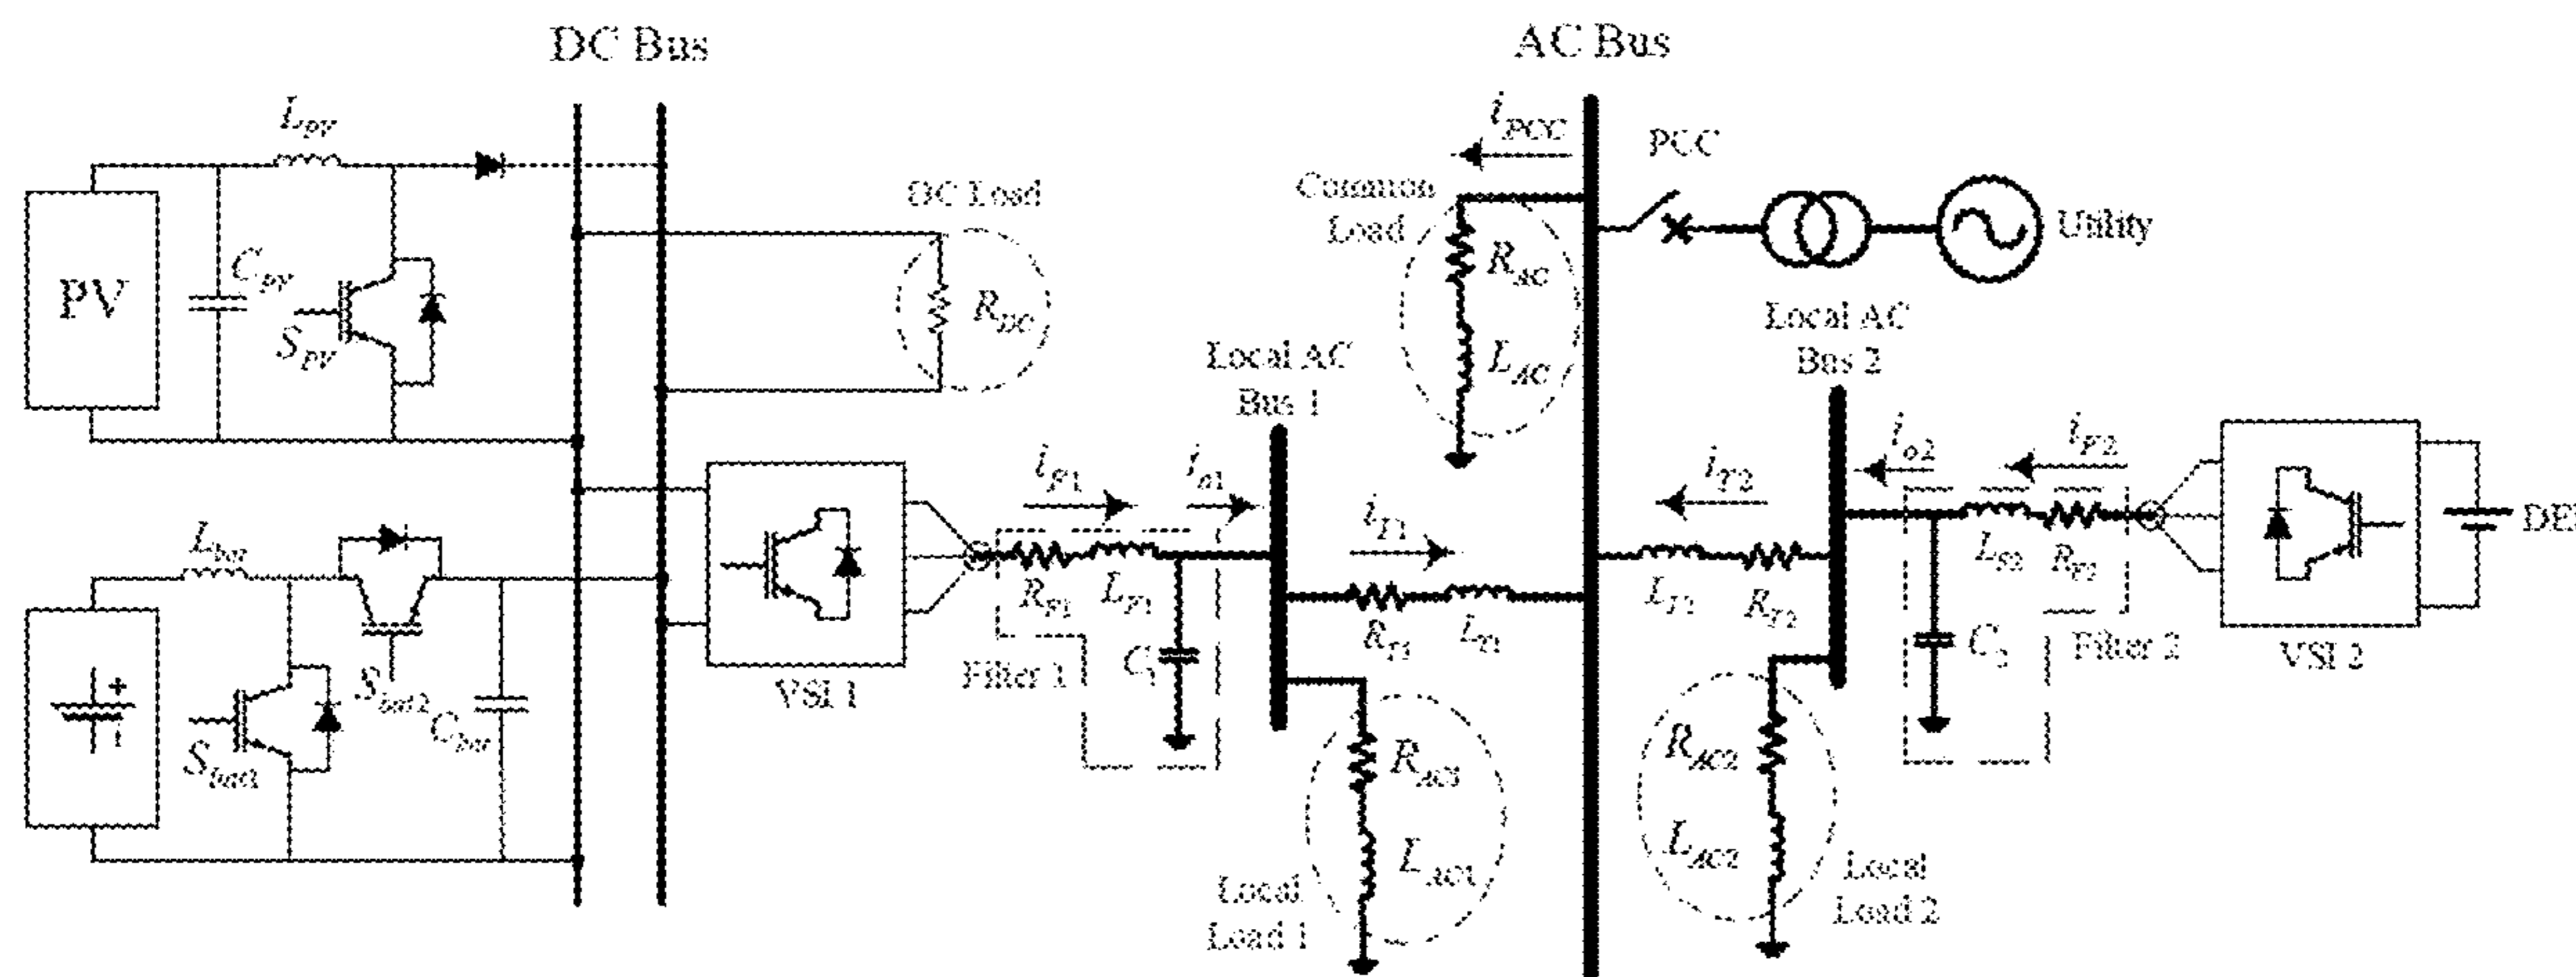 DC Bus
AC Bus
L_PV
i_PCC
PCC
DC Load
Common
Load
Utility
PV
C_PV
S_PV
R_DC
R_AC
L_AC
Local AC
Bus 1
Local AC
Bus 2
i_F1
i_o1
i_T1
i_T2
i_o2
i_F2
L_bat
R_F1
L_F1
C_1
Filter 1
VSI 1
R_T1
L_T1
L_T2
R_T2
C_2
R_F2
Filter 2
VSI 2
+
S_bat1
S_bat2
C_bat
R_AC1
L_AC1
Local
Load 1
R_AC2
L_AC2
Local
Load 2